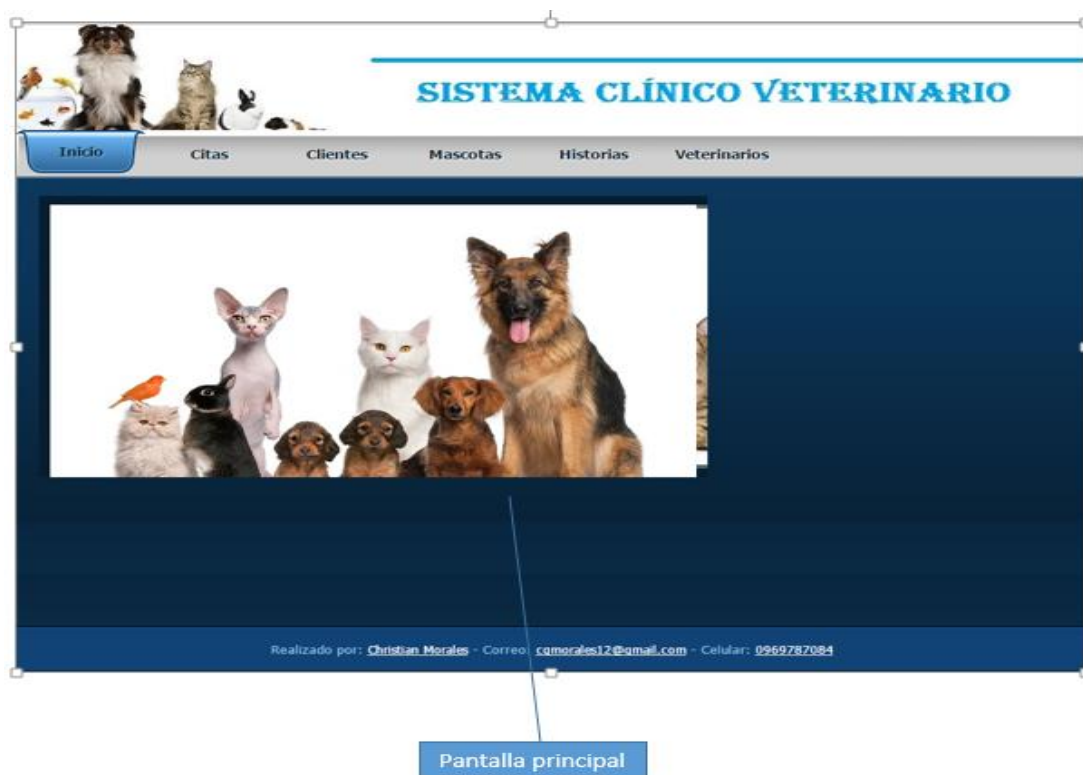 SISTEMA CLÍNICO VETERINARIO
Inicio Citas Clientes Mascotas Historias Veterinarios
Realizado por: Christian Morales - Correo: cgmorales12@gmail.com - Celular: 0969787084
Pantalla principal